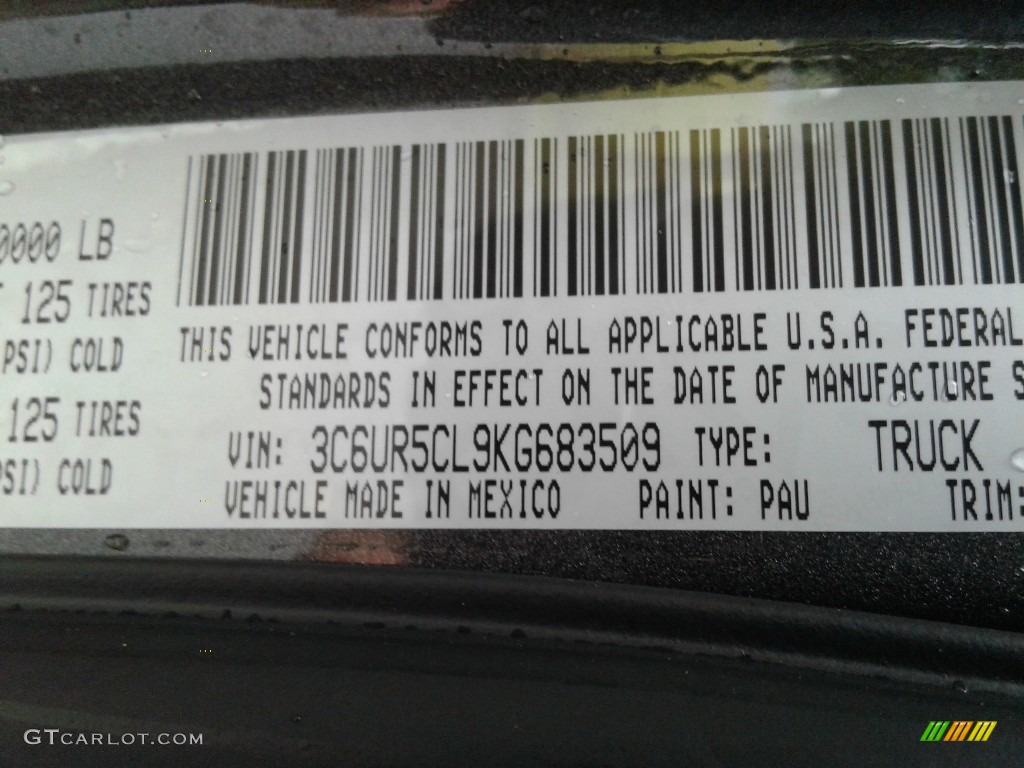 0000 LB
125 TIRES
PSI) COLD
125 TIRES
PSI) COLD
THIS VEHICLE CONFORMS TO ALL APPLICABLE U.S.A. FEDERAL
STANDARDS IN EFFECT ON THE DATE OF MANUFACTURE S
VIN: 3C6UR5CL9KG683509 TYPE: TRUCK
VEHICLE MADE IN MEXICO PAINT: PAU TRIM:
GTCARLOT.COM